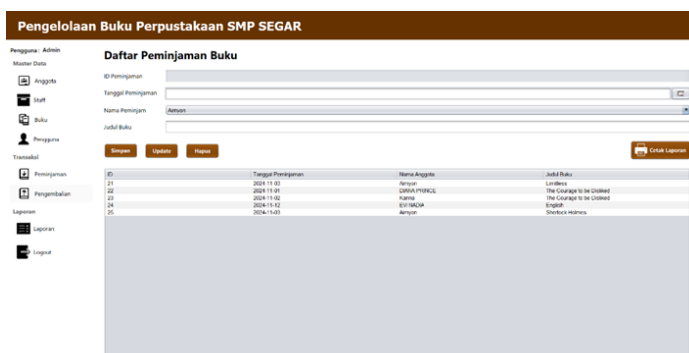 Pengelolaan Buku Perpustakaan SMP SEGAR
Pengguna : Admin
Master Data
Anggota
Staff
Buku
Pengguna
Transaksi
Peminjaman
Pengembalian
Laporan
Laporan
Logout
Daftar Peminjaman Buku
ID Peminjaman
Tanggal Peminjaman
Nama Peminjam Aimyon
Judul Buku
Simpan Update Hapus Cetak Laporan
ID Tanggal Peminjaman Nama Anggota Judul Buku
21 2024-11-03 Aimyon Limitless
22 2024-11-01 DIANA PRINCE The Courage to be Disliked
23 2024-11-02 Karina The Courage to be Disliked
24 2024-11-12 EVI NADIA English
25 2024-11-03 Aimyon Sherlock Holmes